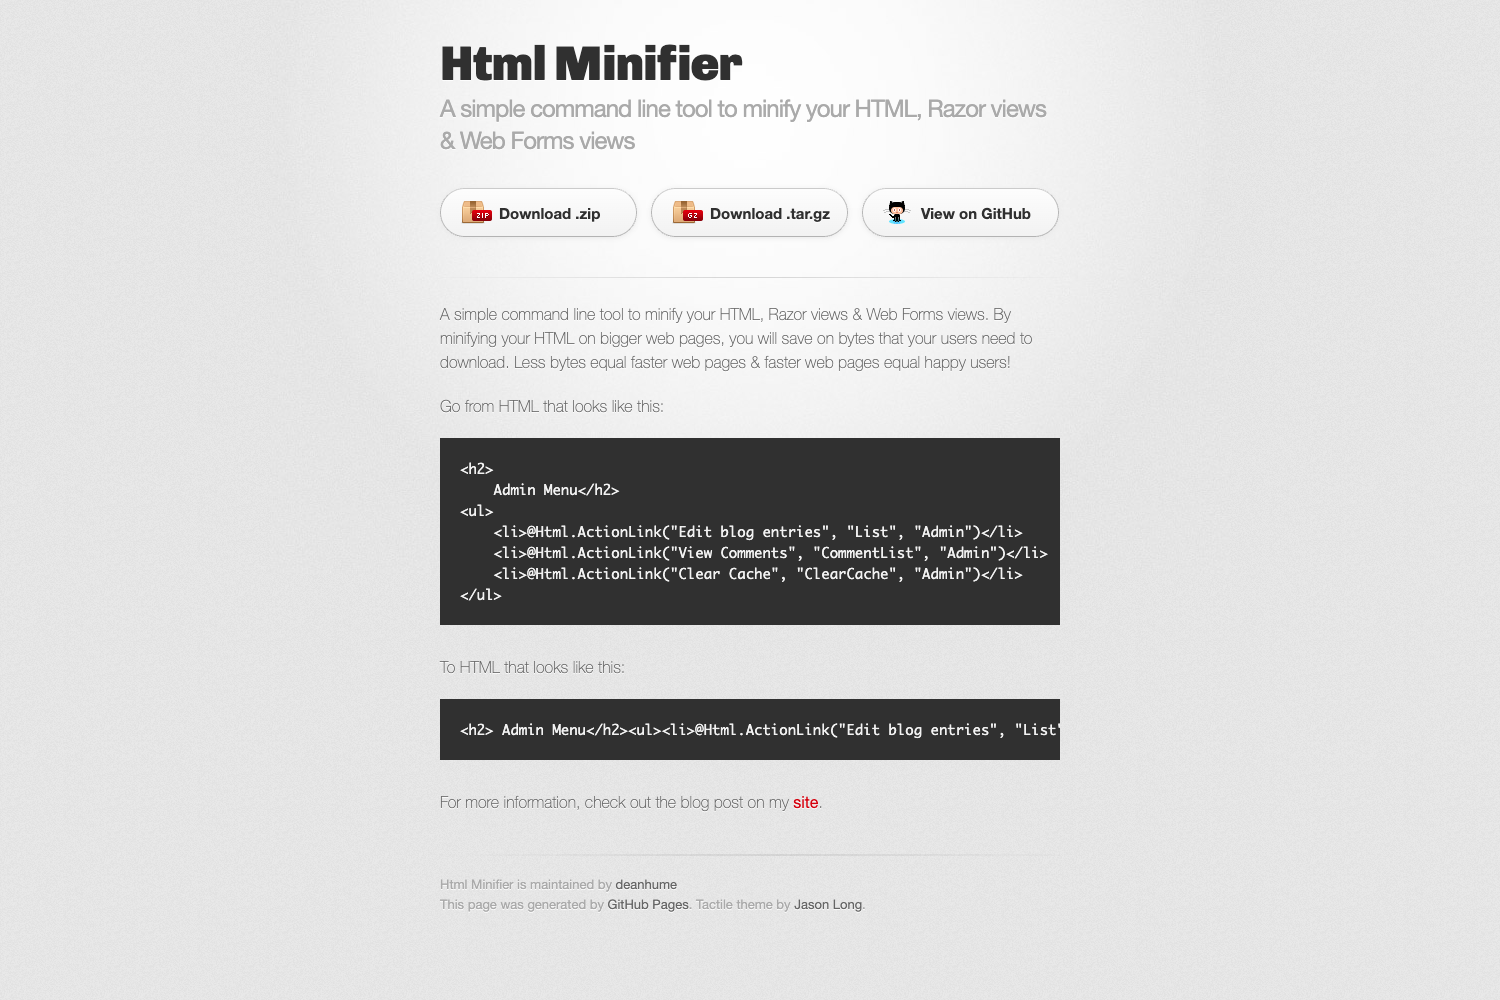 Html Minifier
A simple command line tool to minify your HTML, Razor views
& Web Forms views
ZIP Download .zip
GZ Download .tar.gz
View on GitHub
A simple command line tool to minify your HTML, Razor views & Web Forms views. By
minifying your HTML on bigger web pages, you will save on bytes that your users need to
download. Less bytes equal faster web pages & faster web pages equal happy users!
Go from HTML that looks like this:
<h2>
    Admin Menu</h2>
<ul>
    <li>@Html.ActionLink("Edit blog entries", "List", "Admin")</li>
    <li>@Html.ActionLink("View Comments", "CommentList", "Admin")</li>
    <li>@Html.ActionLink("Clear Cache", "ClearCache", "Admin")</li>
</ul>
To HTML that looks like this:
<h2> Admin Menu</h2><ul><li>@Html.ActionLink("Edit blog entries", "List"
For more information, check out the blog post on my site.
Html Minifier is maintained by deanhume
This page was generated by GitHub Pages. Tactile theme by Jason Long.